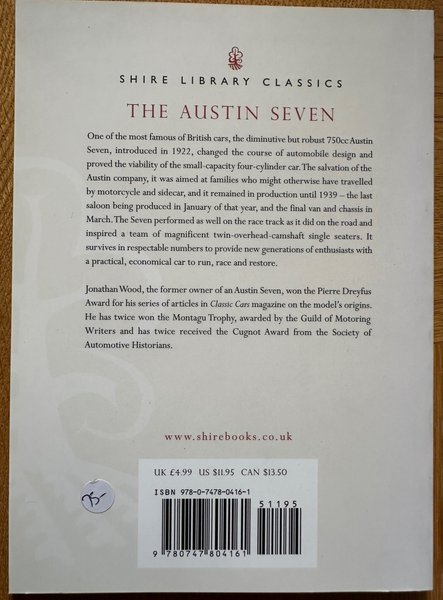 SHIRE LIBRARY CLASSICS
THE AUSTIN SEVEN
One of the most famous of British cars, the diminutive but robust 750cc Austin
Seven, introduced in 1922, changed the course of automobile design and
proved the viability of the small-capacity four-cylinder car. The salvation of the
Austin company, it was aimed at families who might otherwise have travelled
by motorcycle and sidecar, and it remained in production until 1939 – the last
saloon being produced in January of that year, and the final van and chassis in
March. The Seven performed as well on the race track as it did on the road and
inspired a team of magnificent twin-overhead-camshaft single seaters. It
survives in respectable numbers to provide new generations of enthusiasts with
a practical, economical car to run, race and restore.
Jonathan Wood, the former owner of an Austin Seven, won the Pierre Dreyfus
Award for his series of articles in Classic Cars magazine on the model's origins.
He has twice won the Montagu Trophy, awarded by the Guild of Motoring
Writers and has twice received the Cugnot Award from the Society of
Automotive Historians.
www.shirebooks.co.uk
UK £4.99 US $11.95 CAN $13.50
ISBN 978-0-7478-0416-1
51195
75-
9 780747 804161